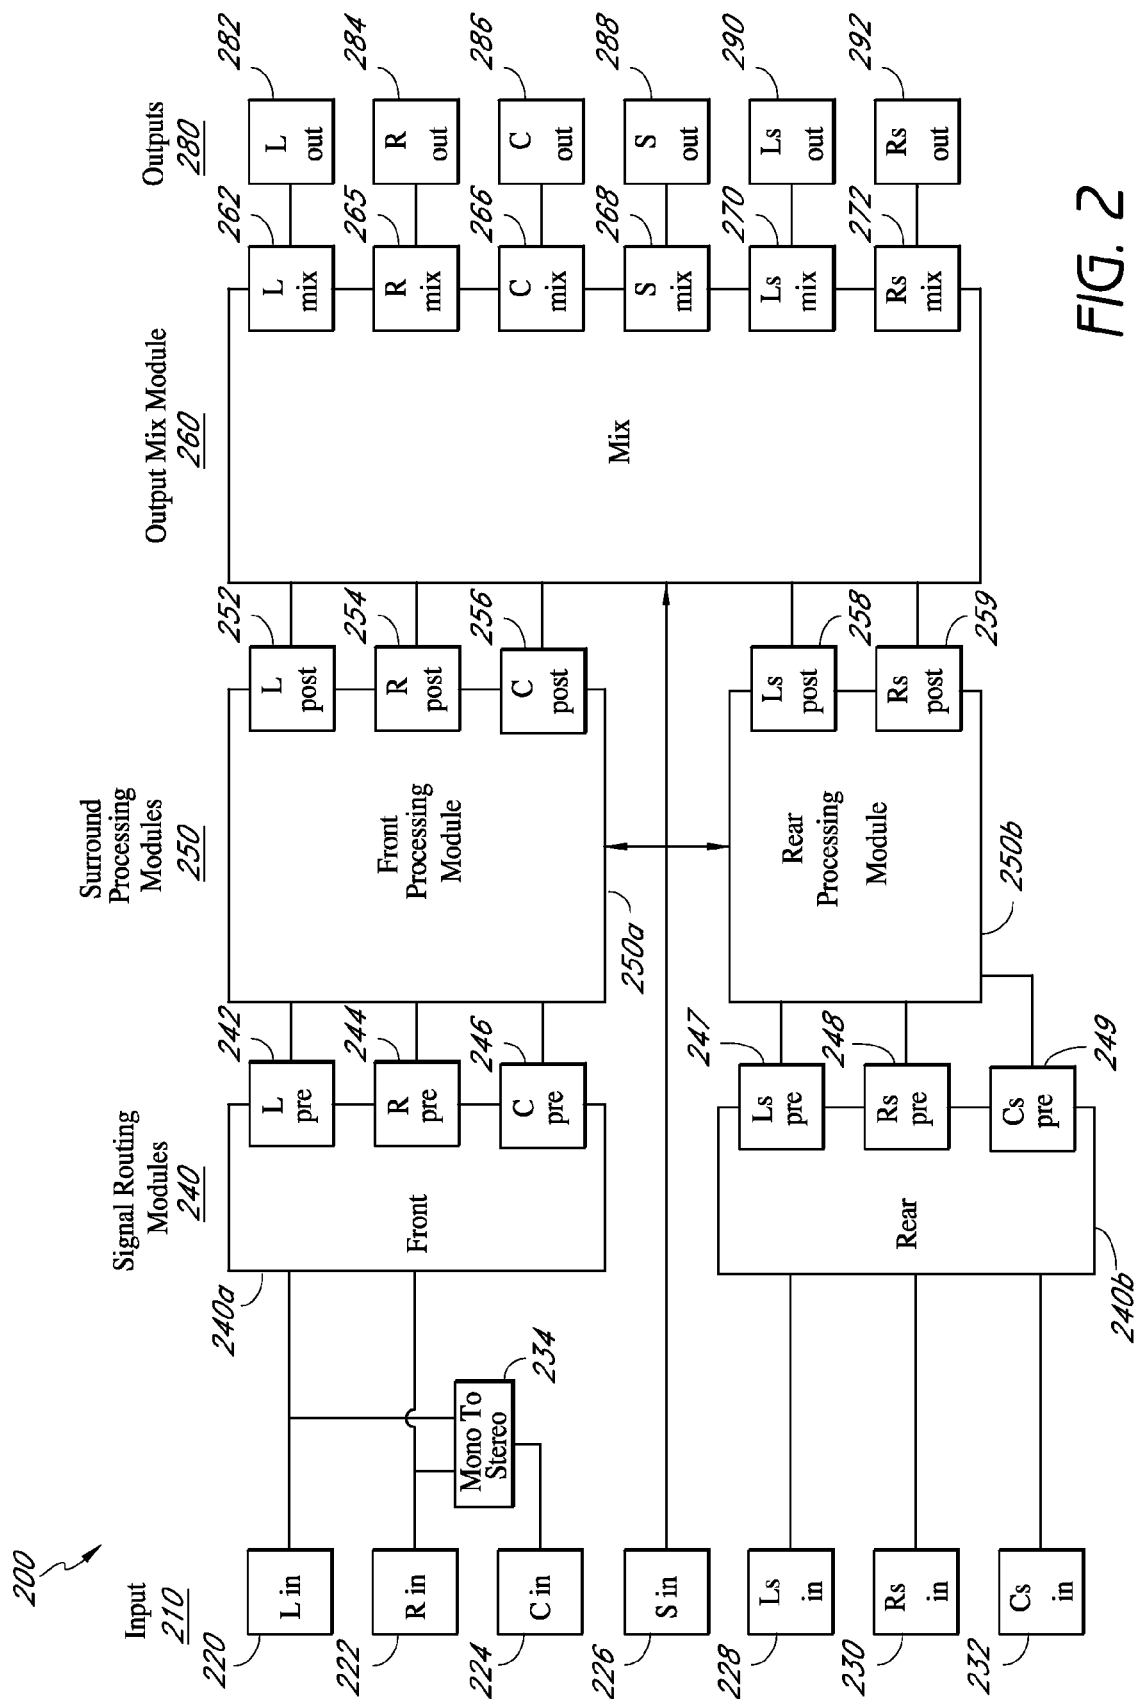 200
Input
210
Signal Routing
Modules
240
Surround
Processing
Modules
250
Output Mix Module
260
Outputs
280
220
L in
222
R in
224
C in
226
S in
228
Ls
in
230
Rs
in
232
Cs
in
Mono To
Stereo
234
240a
Front
L
pre
242
R
pre
244
C
pre
246
Rear
240b
Ls
pre
247
Rs
pre
248
Cs
pre
249
Front
Processing
Module
250a
L
post
252
R
post
254
C
post
256
Rear
Processing
Module
250b
Ls
post
258
Rs
post
259
Mix
L
mix
262
R
mix
265
C
mix
266
S
mix
268
Ls
mix
270
Rs
mix
272
L
out
282
R
out
284
C
out
286
S
out
288
Ls
out
290
Rs
out
292
FIG. 2